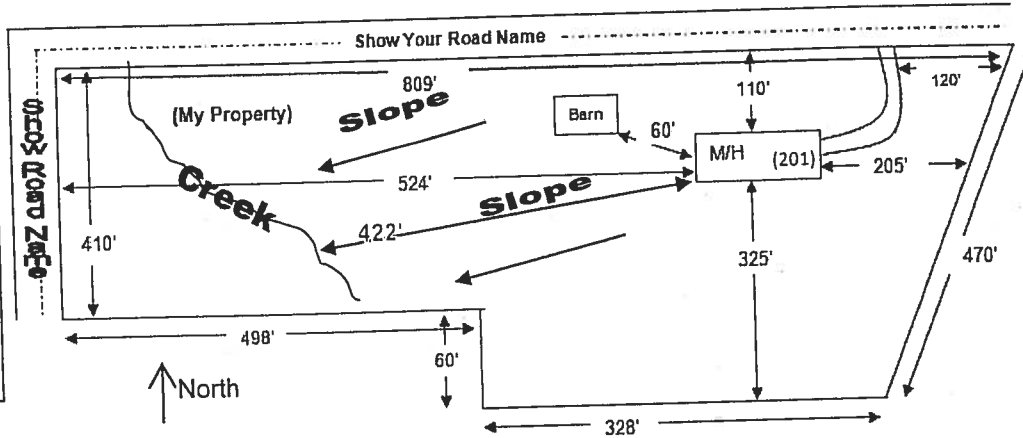 Show Your Road Name
809'
120'
110'
(My Property)
Slope
Barn
60'
M/H (201)
205'
Show Road Name
Creek
524'
Slope
422'
410'
325'
470'
498'
60'
North
328'